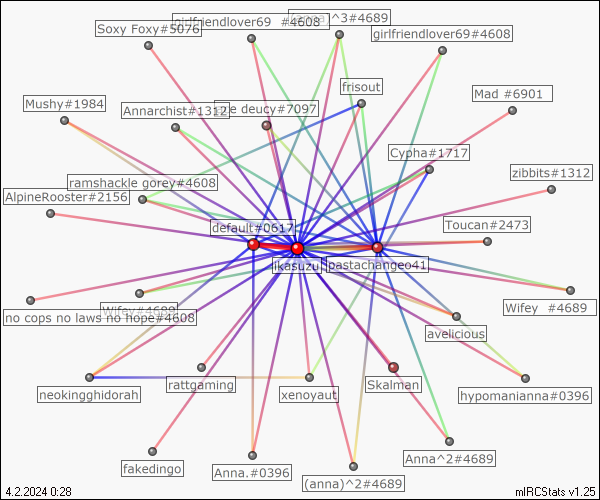 (anna)^3#4689
girlfriendlover69 #4608
Soxy Foxy#5076
girlfriendlover69#4608
frisout
Mad #6901
Mushy#1984
Annarchist#1312
deucy#7097
Cypha#1717
zibbits#1312
ramshackle gorey#4608
AlpineRooster#2156
default#0617
Toucan#2473
ikasuzu
pastachangeo41
Wifey#4689
no cops no laws no hope#4608
Wifey #4689
avelicious
rattgaming
Skalman
neokingghidorah
xenoyaut
hypomanianna#0396
Anna^2#4689
fakedingo
Anna.#0396
(anna)^2#4689
4.2.2024 0:28
mIRCStats v1.25